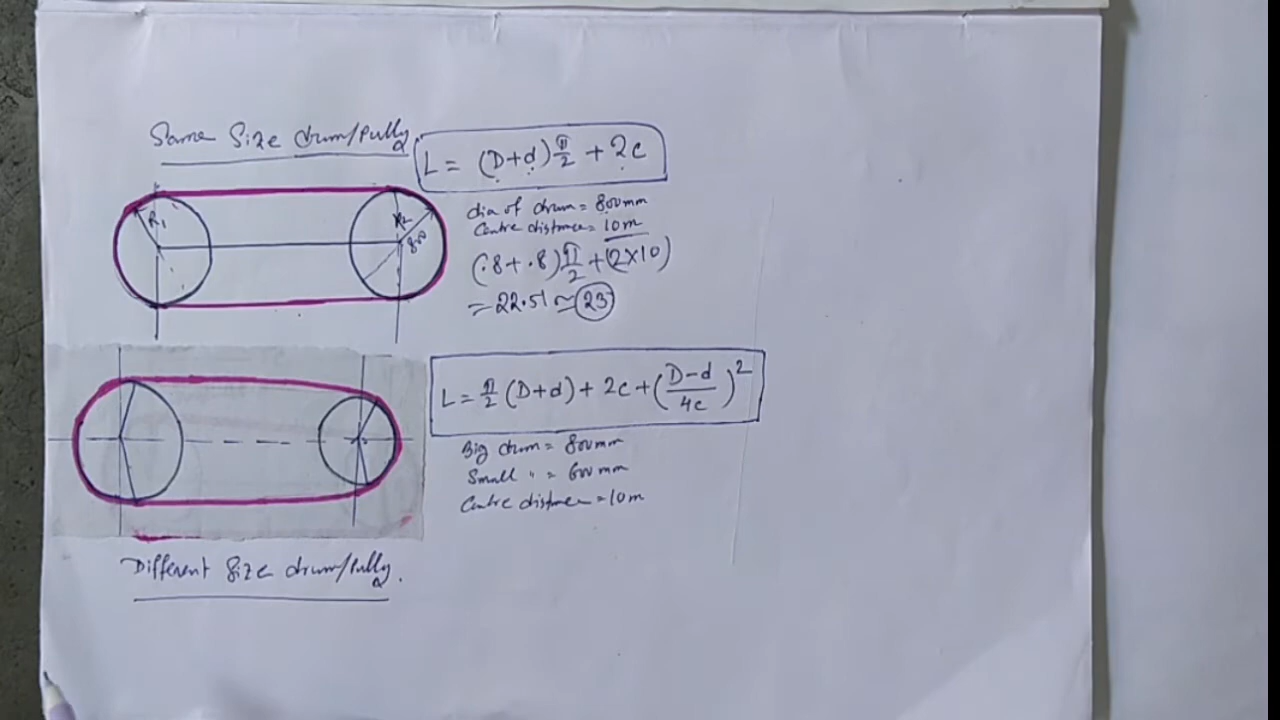 Same Size drum/Pully
L = (D+d) π/2 + 2c
R1
R2
800
dia of drum = 800mm
Centre distance = 10m
(.8+.8) π/2 + (2×10)
= 22.51 ≈ 23
L = π/2 (D+d) + 2c + (D-d/4c)²
Big drum = 800mm
Small " = 600mm
Centre distance = 10m
Different Size drum/Pully.